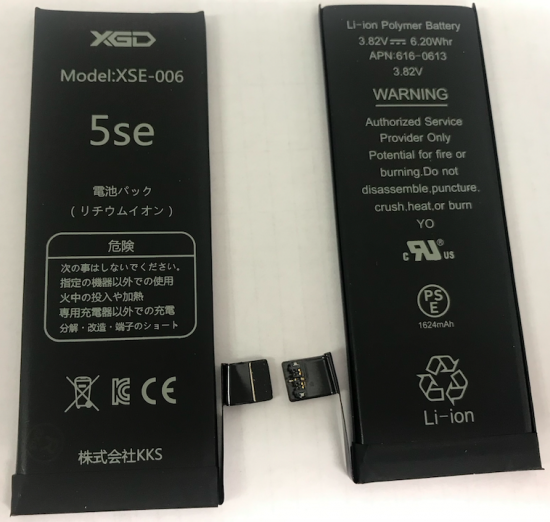 XGD
Model:XSE-006
5se
電池パック
(リチウムイオン)
危険
次の事はしないでください。
指定の機器以外での使用
火中の投入や加熱
専用充電器以外での充電
分解・改造・端子のショート
CE
株式会社KKS
Li-ion Polymer Battery
3.82V⎓ 6.20Whr
APN:616-0613
3.82V
WARNING
Authorized Service
Provider Only
Potential for fire or
burning.Do not
disassemble,puncture.
crush,heat,or burn
YO
c RU® US
PS
E
1624mAh
Li-ion